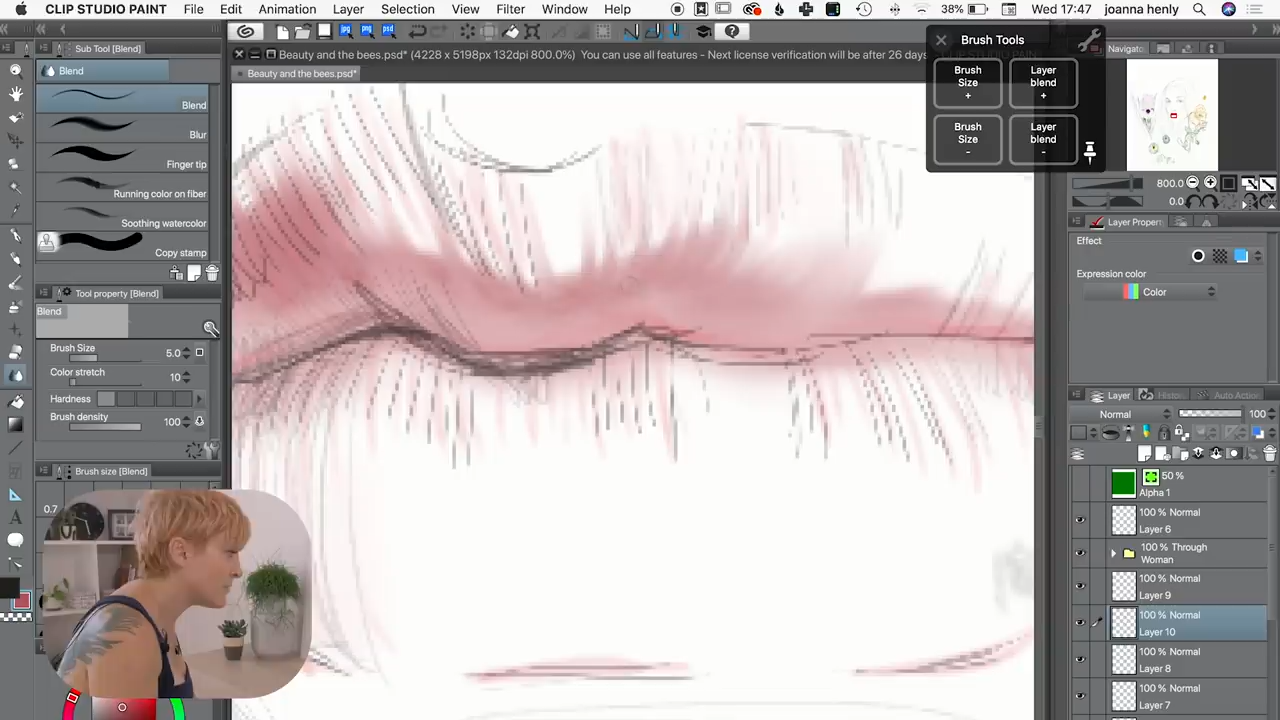 CLIP STUDIO PAINT File Edit Animation Layer Selection View Filter Window Help 38% Wed 17:47 joanna henly
Sub Tool [Blend]
Blend
Blend
Blur
Finger tip
Running color on fiber
Soothing watercolor
Copy stamp
Tool property [Blend]
Blend
Brush Size 5.0
Color stretch 10
Hardness
Brush density 100
Brush size [Blend]
0.7
Beauty and the bees.psd* (4228 x 5198px 132dpi 800.0%) You can use all features - Next license verification will be after 26 days
Beauty and the bees.psd*
Brush Tools
Brush Size +
Layer blend +
Brush Size -
Layer blend -
Navigato
800.0
0.0
Layer Propert
Effect
Expression color
Color
Layer Histo Auto Action
Normal 100
50 %
Alpha 1
100 % Normal
Layer 6
100 % Through
Woman
100 % Normal
Layer 9
100 % Normal
Layer 10
100 % Normal
Layer 8
100 % Normal
Layer 7